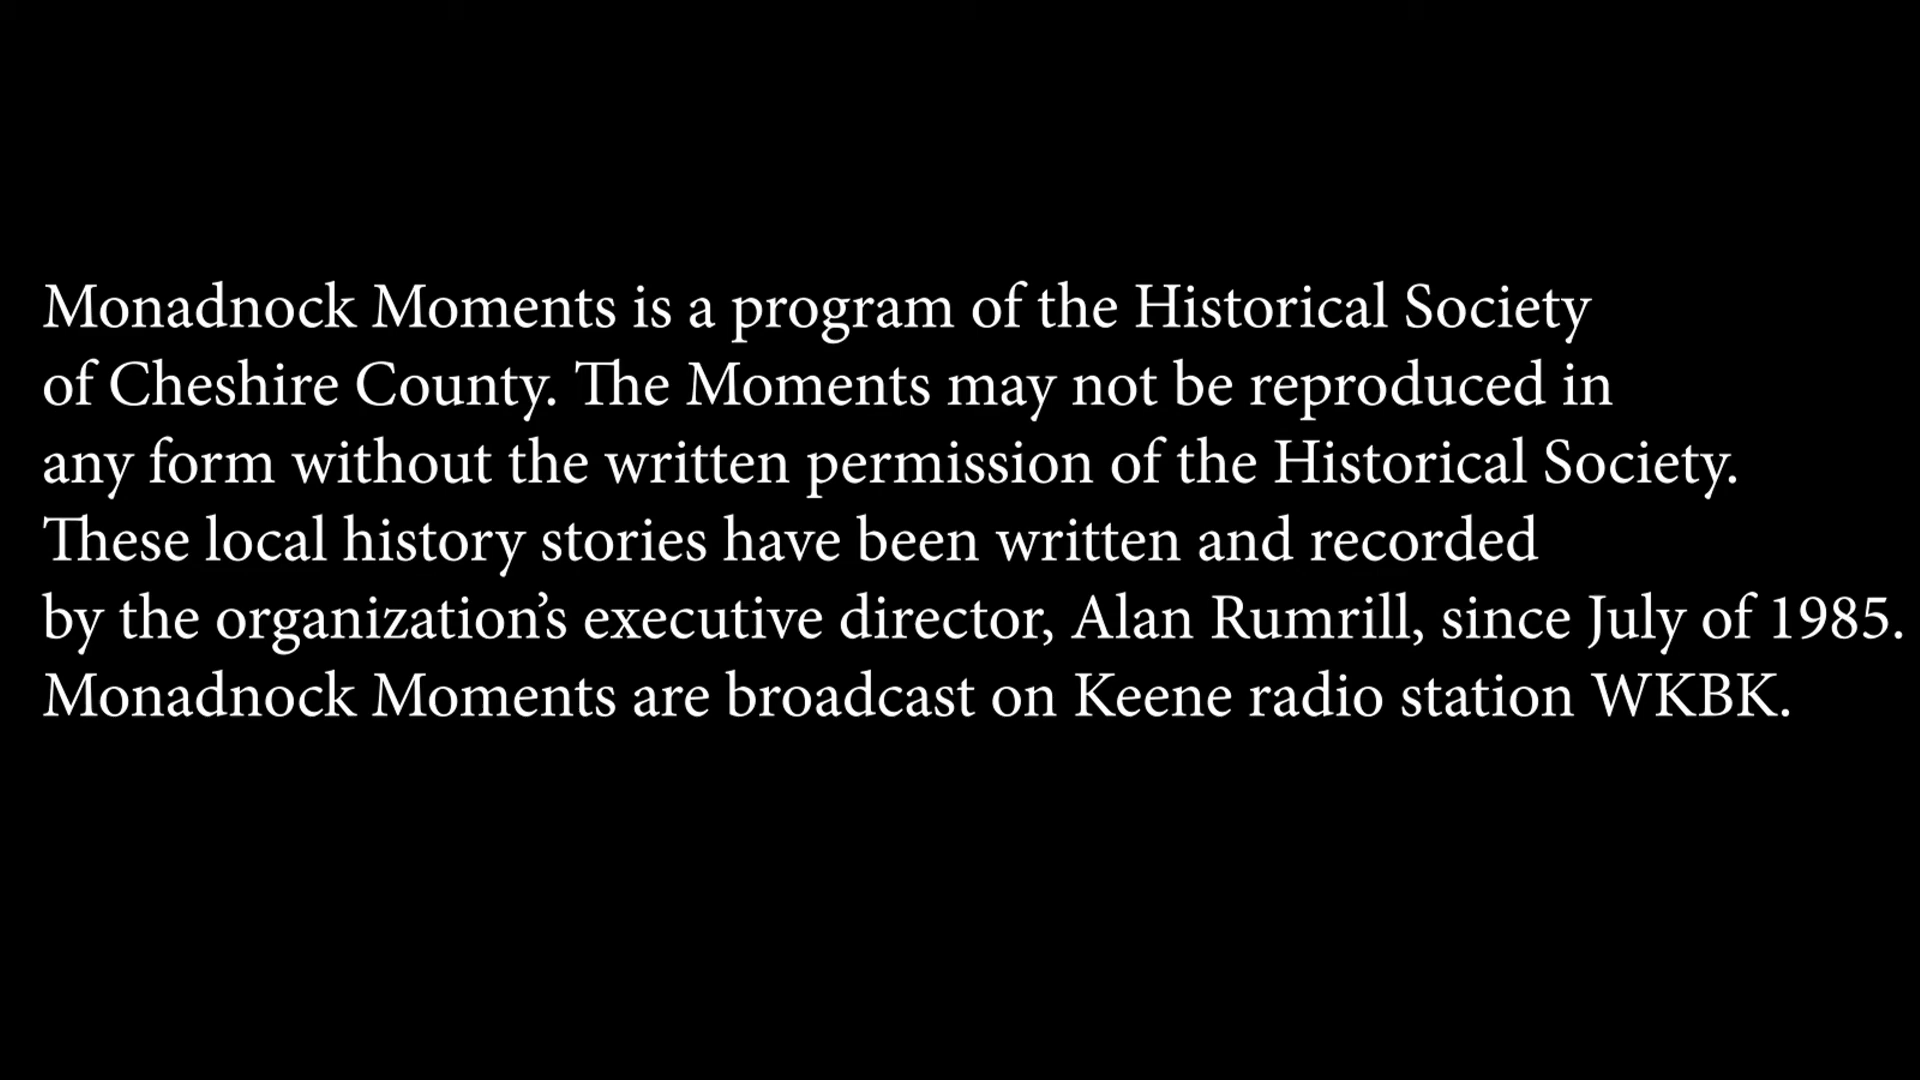 Monadnock Moments is a program of the Historical Society
of Cheshire County. The Moments may not be reproduced in
any form without the written permission of the Historical Society.
These local history stories have been written and recorded
by the organization’s executive director, Alan Rumrill, since July of 1985.
Monadnock Moments are broadcast on Keene radio station WKBK.